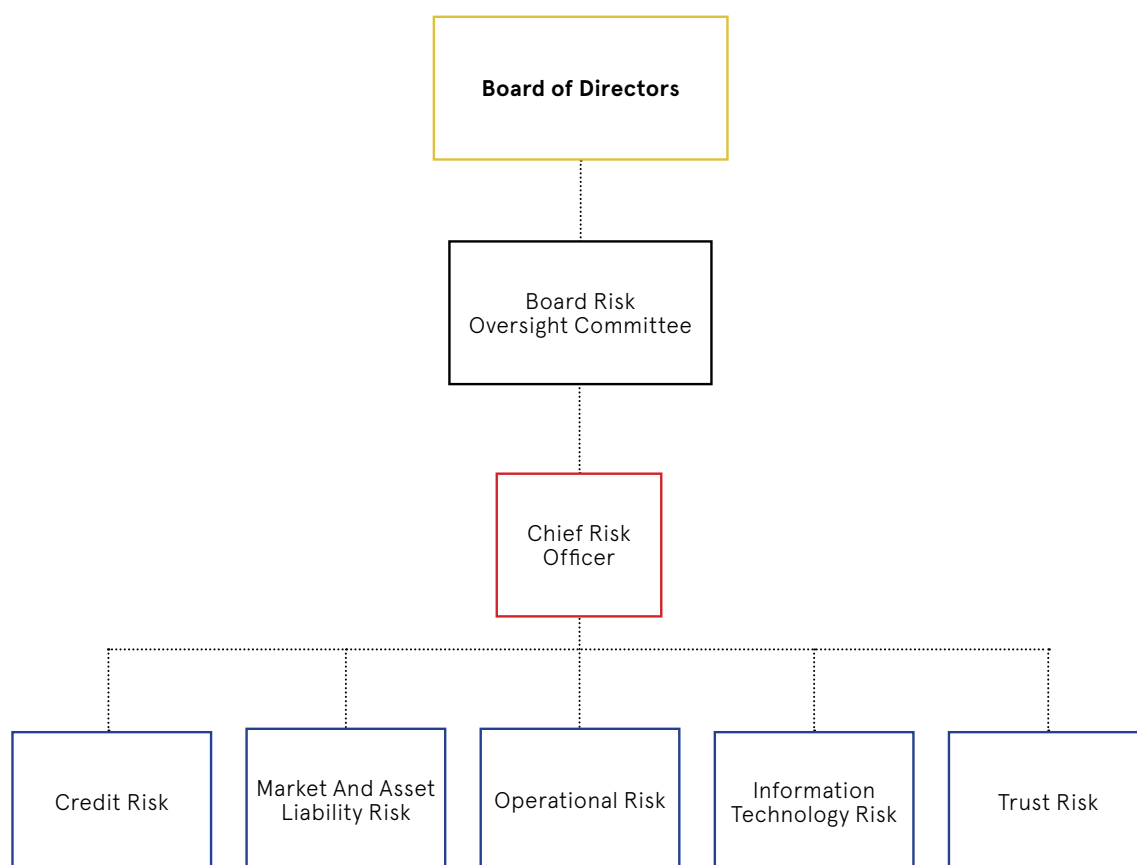 Board of Directors
Board Risk
Oversight Committee
Chief Risk
Officer
Credit Risk
Market And Asset
Liability Risk
Operational Risk
Information
Technology Risk
Trust Risk